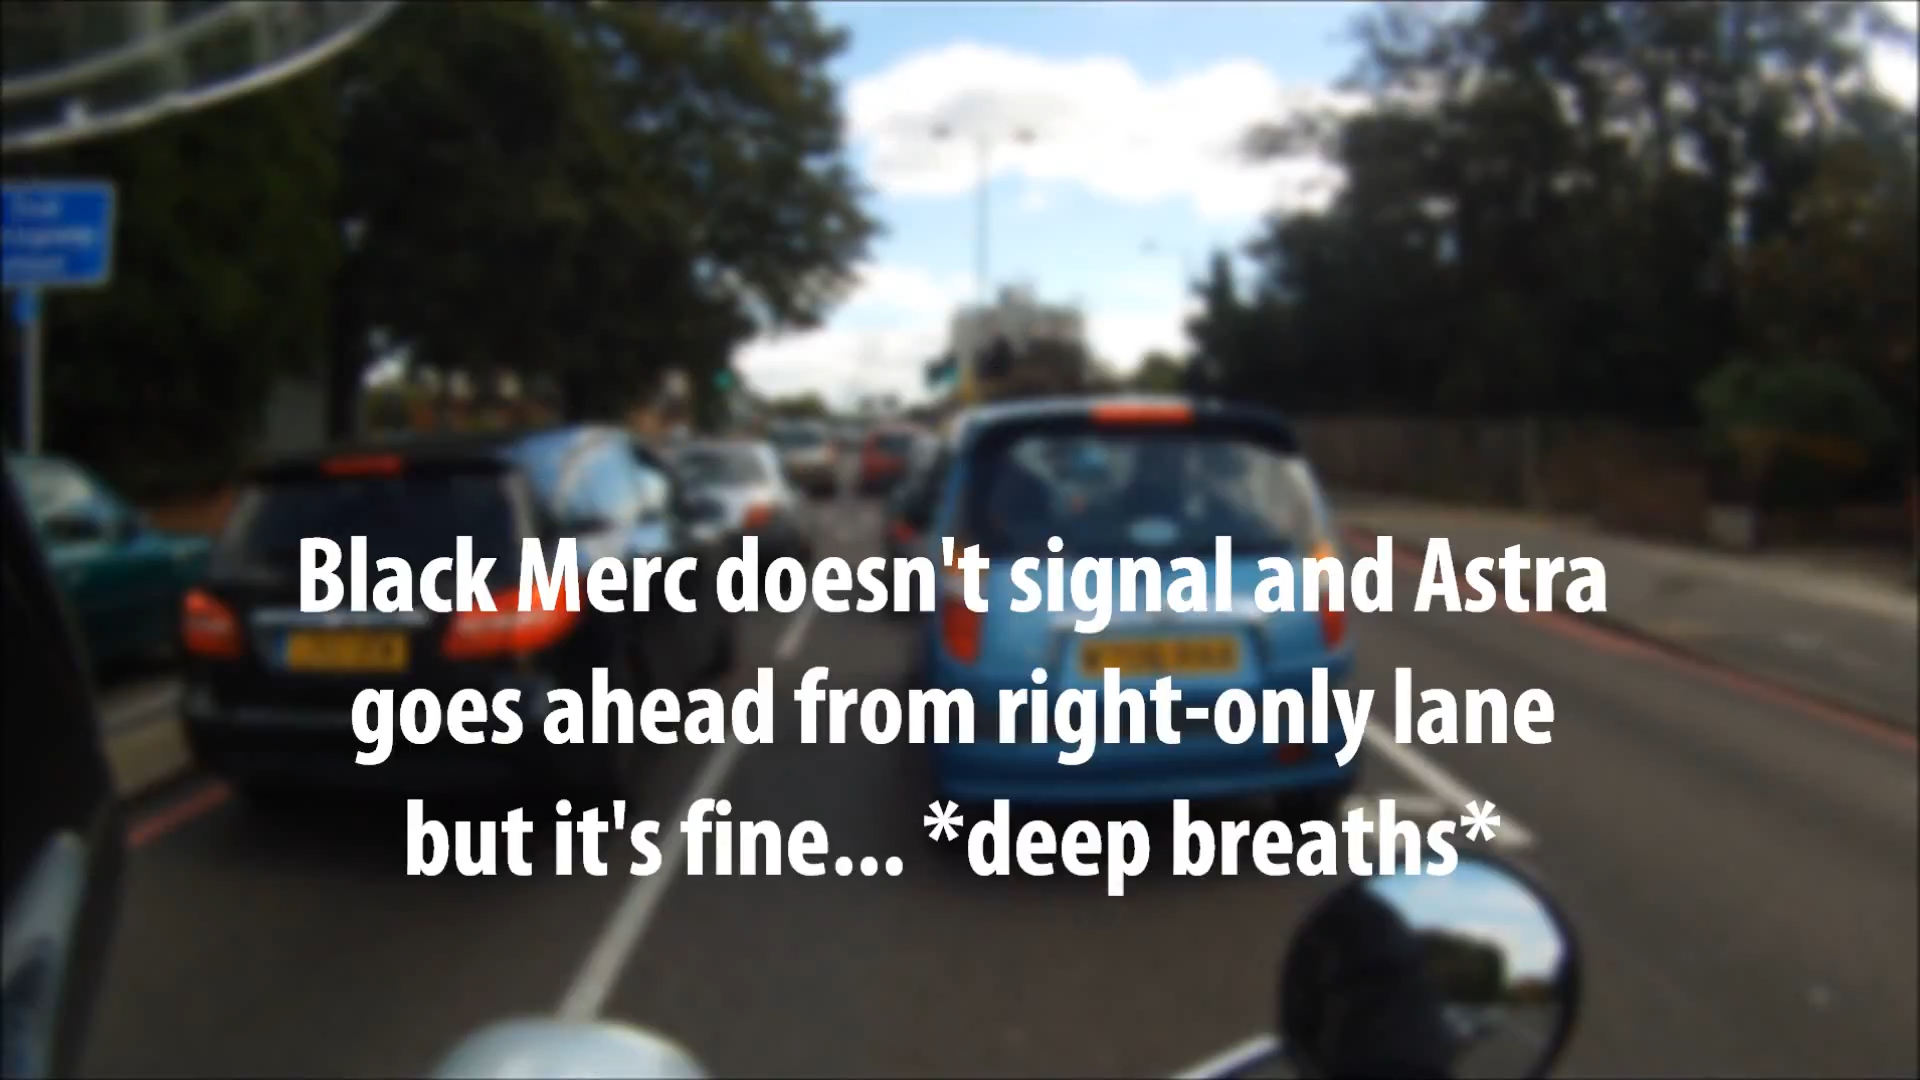 Black Merc doesn't signal and Astra
goes ahead from right-only lane
but it's fine... *deep breaths*